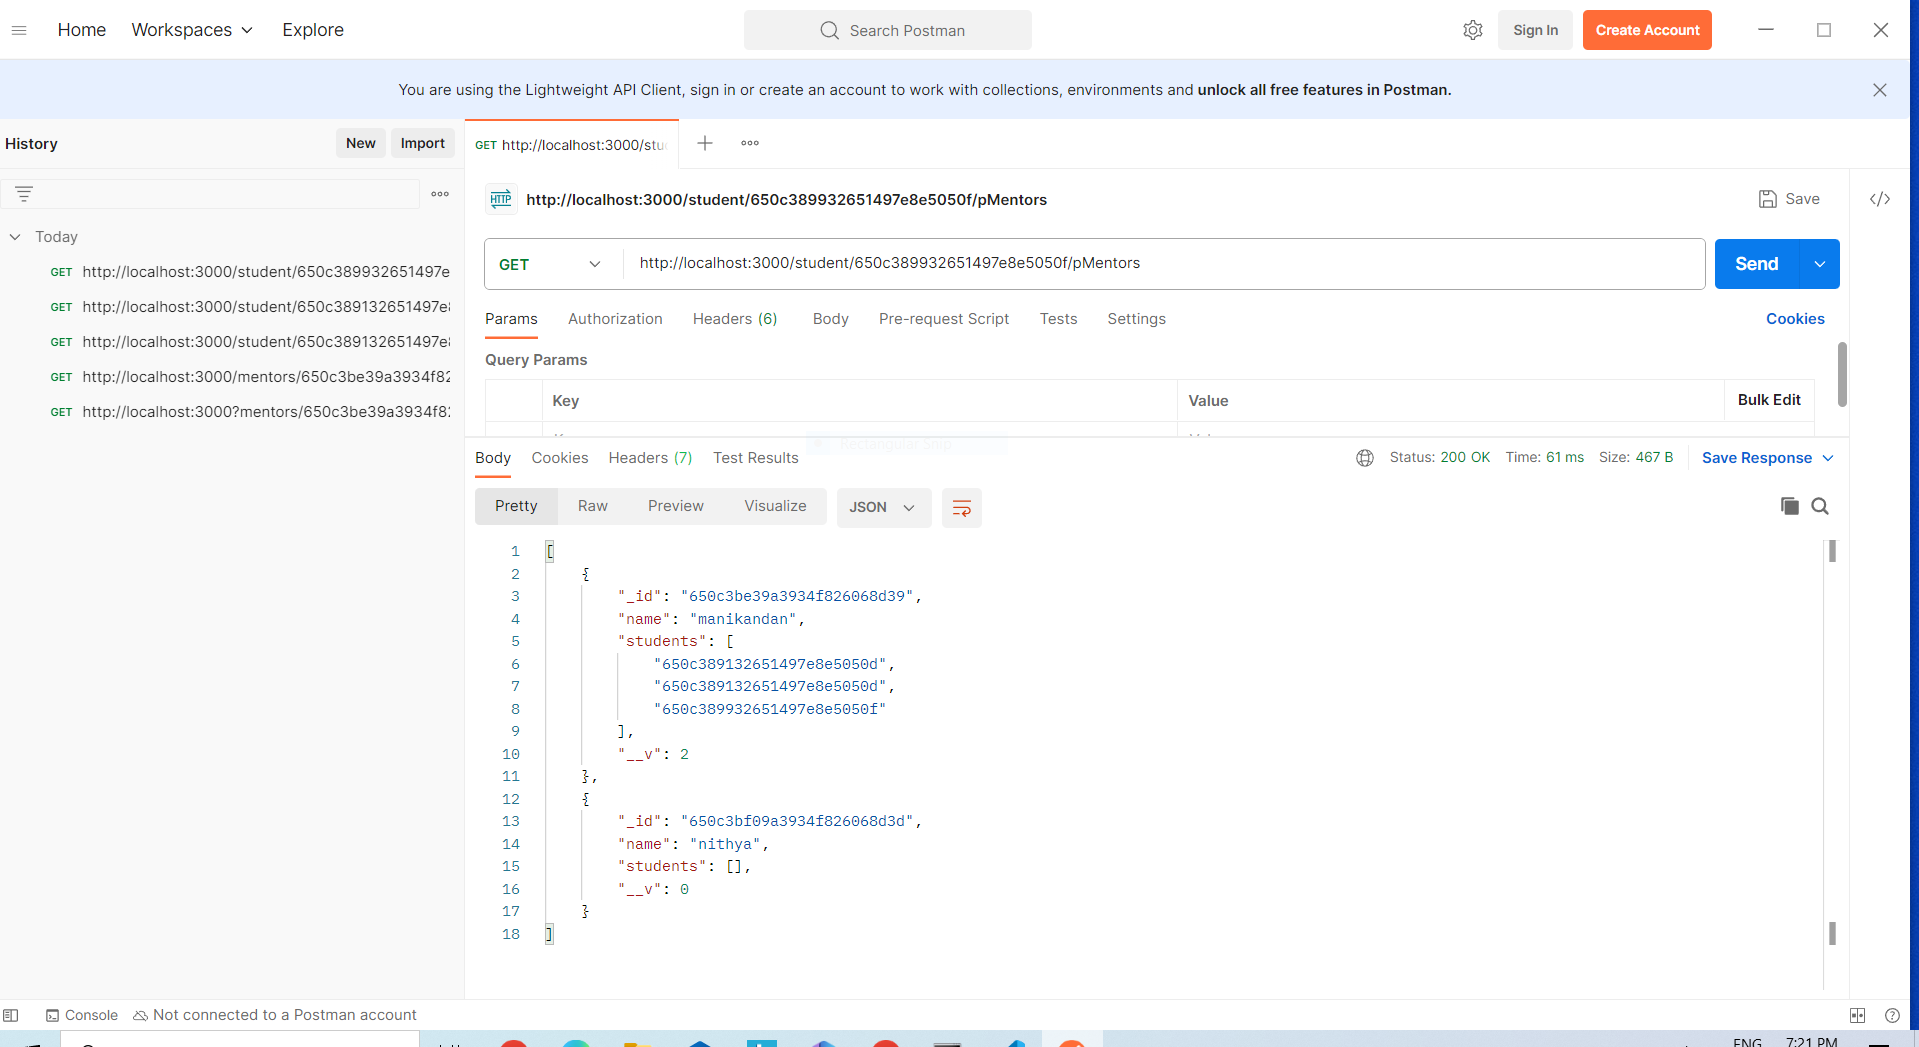 Home Workspaces Explore Search Postman Sign In Create Account
You are using the Lightweight API Client, sign in or create an account to work with collections, environments and unlock all free features in Postman.
History New Import
GET http://localhost:3000/stu
HTTP http://localhost:3000/student/650c389932651497e8e5050f/pMentors Save
Today
GET http://localhost:3000/student/650c389932651497e
GET http://localhost:3000/student/650c389132651497e
GET http://localhost:3000/student/650c389132651497e
GET http://localhost:3000/mentors/650c3be39a3934f82
GET http://localhost:3000?mentors/650c3be39a3934f8
GET http://localhost:3000/student/650c389932651497e8e5050f/pMentors Send
Params Authorization Headers (6) Body Pre-request Script Tests Settings Cookies
Query Params
Key Value Bulk Edit
Rectangular Snip
Body Cookies Headers (7) Test Results Status: 200 OK Time: 61 ms Size: 467 B Save Response
Pretty Raw Preview Visualize JSON
1 [
2 {
3 "_id": "650c3be39a3934f826068d39",
4 "name": "manikandan",
5 "students": [
6 "650c389132651497e8e5050d",
7 "650c389132651497e8e5050d",
8 "650c389932651497e8e5050f"
9 ],
10 "__v": 2
11 },
12 {
13 "_id": "650c3bf09a3934f826068d3d",
14 "name": "nithya",
15 "students": [],
16 "__v": 0
17 }
18 ]
Console Not connected to a Postman account
ENG 7:21 PM